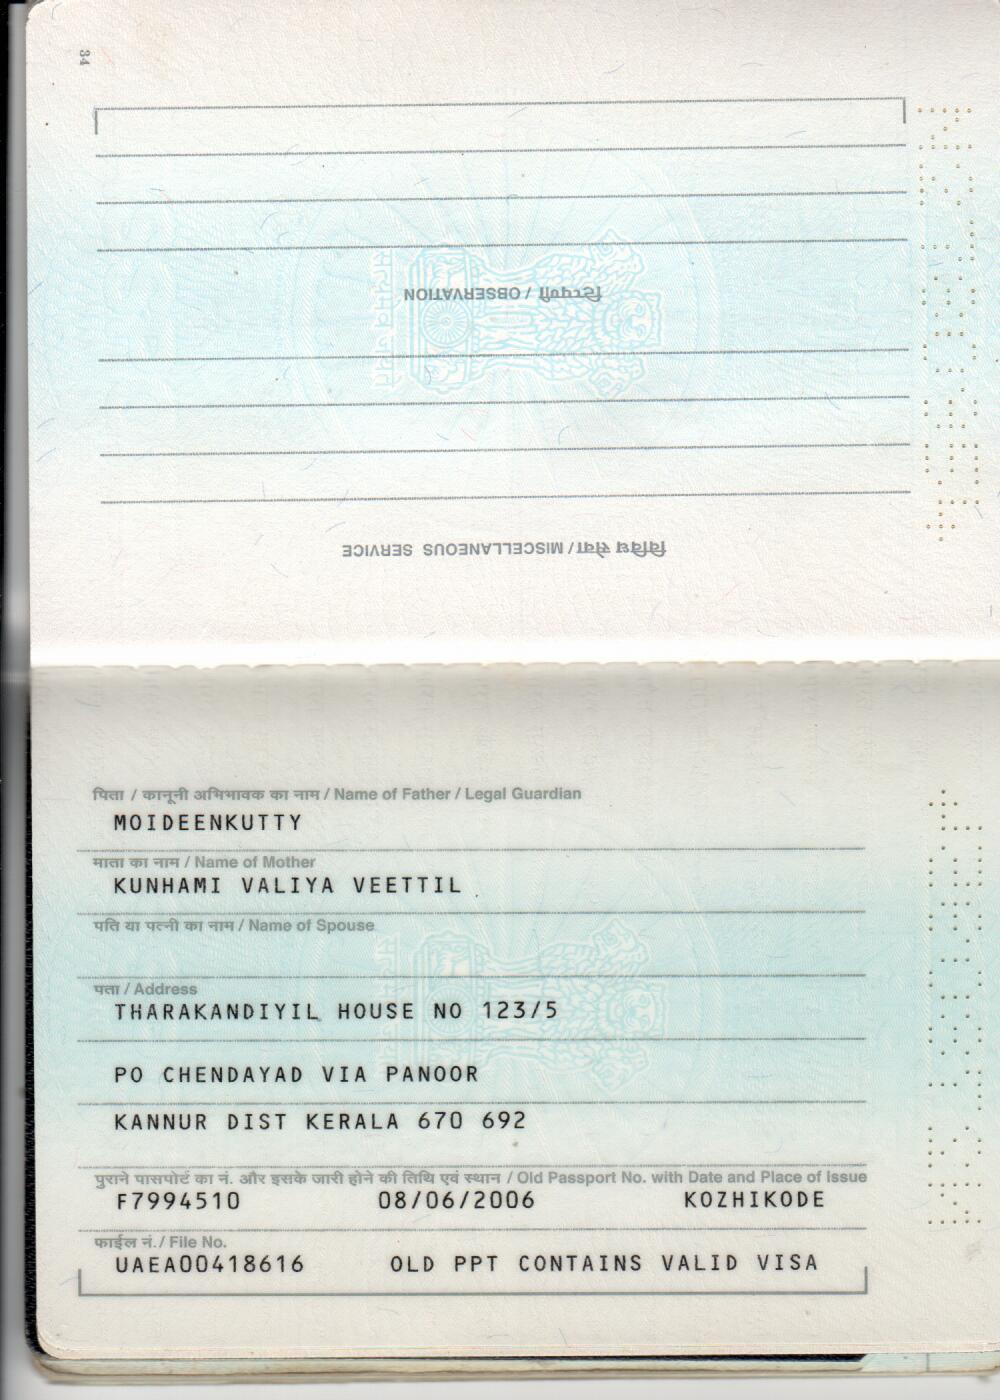 34
टिप्पणी / OBSERVATION
विविध सेवा / MISCELLANEOUS SERVICE
पिता / कानूनी अभिभावक का नाम / Name of Father / Legal Guardian
MOIDEENKUTTY
माता का नाम / Name of Mother
KUNHAMI VALIYA VEETTIL
पति या पत्नी का नाम / Name of Spouse
पता / Address
THARAKANDIYIL HOUSE NO 123/5
PO CHENDAYAD VIA PANOOR
KANNUR DIST KERALA 670 692
पुराने पासपोर्ट का नं. और इसके जारी होने की तिथि एवं स्थान / Old Passport No. with Date and Place of Issue
F7994510 08/06/2006 KOZHIKODE
फाईल नं./ File No.
UAEA00418616 OLD PPT CONTAINS VALID VISA